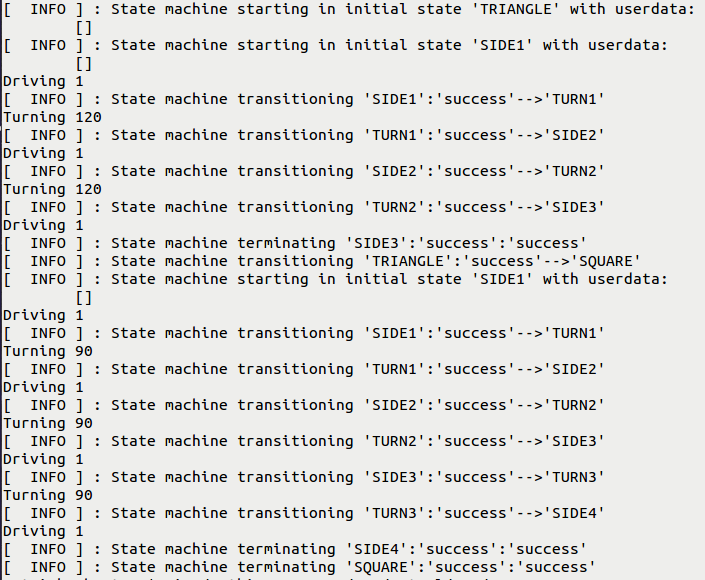 [  INFO ] : State machine starting in initial state 'TRIANGLE' with userdata:
        []
[  INFO ] : State machine starting in initial state 'SIDE1' with userdata:
        []
Driving 1
[  INFO ] : State machine transitioning 'SIDE1':'success'-->'TURN1'
Turning 120
[  INFO ] : State machine transitioning 'TURN1':'success'-->'SIDE2'
Driving 1
[  INFO ] : State machine transitioning 'SIDE2':'success'-->'TURN2'
Turning 120
[  INFO ] : State machine transitioning 'TURN2':'success'-->'SIDE3'
Driving 1
[  INFO ] : State machine terminating 'SIDE3':'success':'success'
[  INFO ] : State machine transitioning 'TRIANGLE':'success'-->'SQUARE'
[  INFO ] : State machine starting in initial state 'SIDE1' with userdata:
        []
Driving 1
[  INFO ] : State machine transitioning 'SIDE1':'success'-->'TURN1'
Turning 90
[  INFO ] : State machine transitioning 'TURN1':'success'-->'SIDE2'
Driving 1
[  INFO ] : State machine transitioning 'SIDE2':'success'-->'TURN2'
Turning 90
[  INFO ] : State machine transitioning 'TURN2':'success'-->'SIDE3'
Driving 1
[  INFO ] : State machine transitioning 'SIDE3':'success'-->'TURN3'
Turning 90
[  INFO ] : State machine transitioning 'TURN3':'success'-->'SIDE4'
Driving 1
[  INFO ] : State machine terminating 'SIDE4':'success':'success'
[  INFO ] : State machine terminating 'SQUARE':'success':'success'